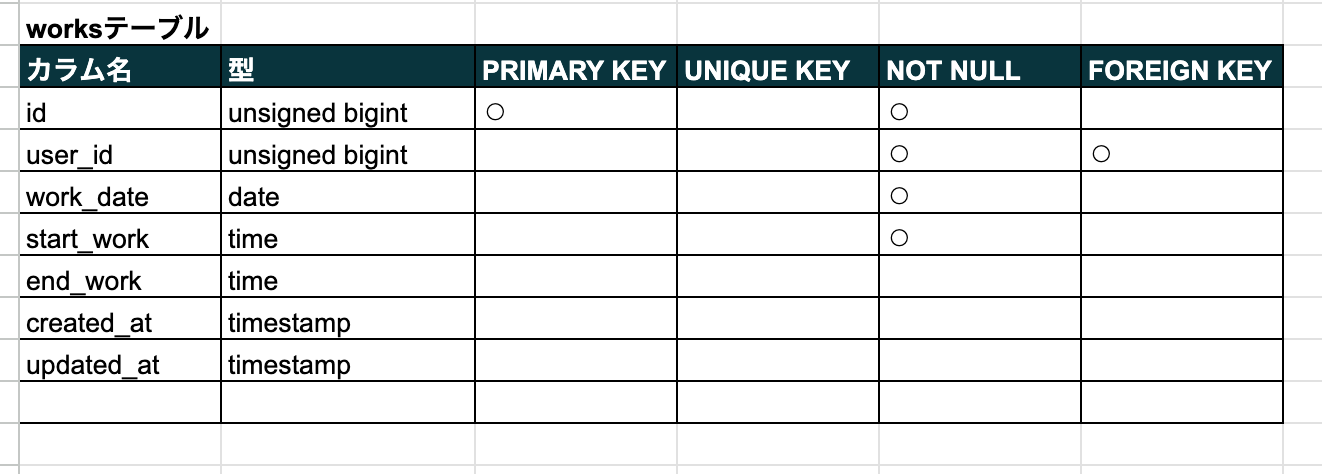 worksテーブル
カラム名 型 PRIMARY KEY UNIQUE KEY NOT NULL FOREIGN KEY
id unsigned bigint ○ ○
user_id unsigned bigint ○ ○
work_date date ○
start_work time ○
end_work time
created_at timestamp
updated_at timestamp